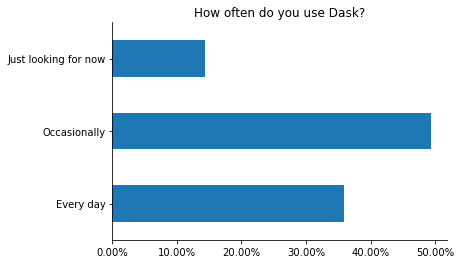 How often do you use Dask?
Just looking for now
Occasionally
Every day
0.00% 10.00% 20.00% 30.00% 40.00% 50.00%